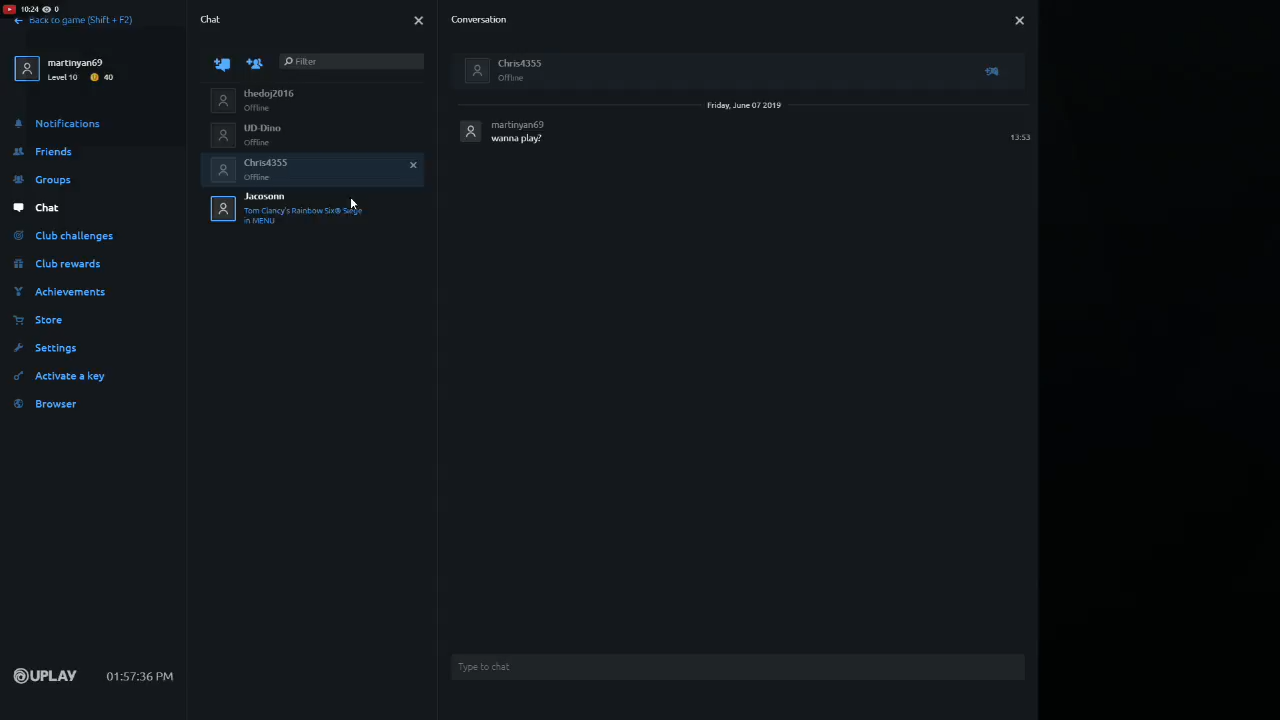 10:24 0
Back to game (Shift + F2)
martinyan69
Level 10 40
Notifications
Friends
Groups
Chat
Club challenges
Club rewards
Achievements
Store
Settings
Activate a key
Browser
UPLAY 01:57:36 PM
Chat
Filter
thedoj2016
Offline
UD-Dino
Offline
Chris4355
Offline
Jacosonn
Tom Clancy's Rainbow Six® Siege
in MENU
Conversation
Chris4355
Offline
Friday, June 07 2019
martinyan69
wanna play? 13:53
Type to chat